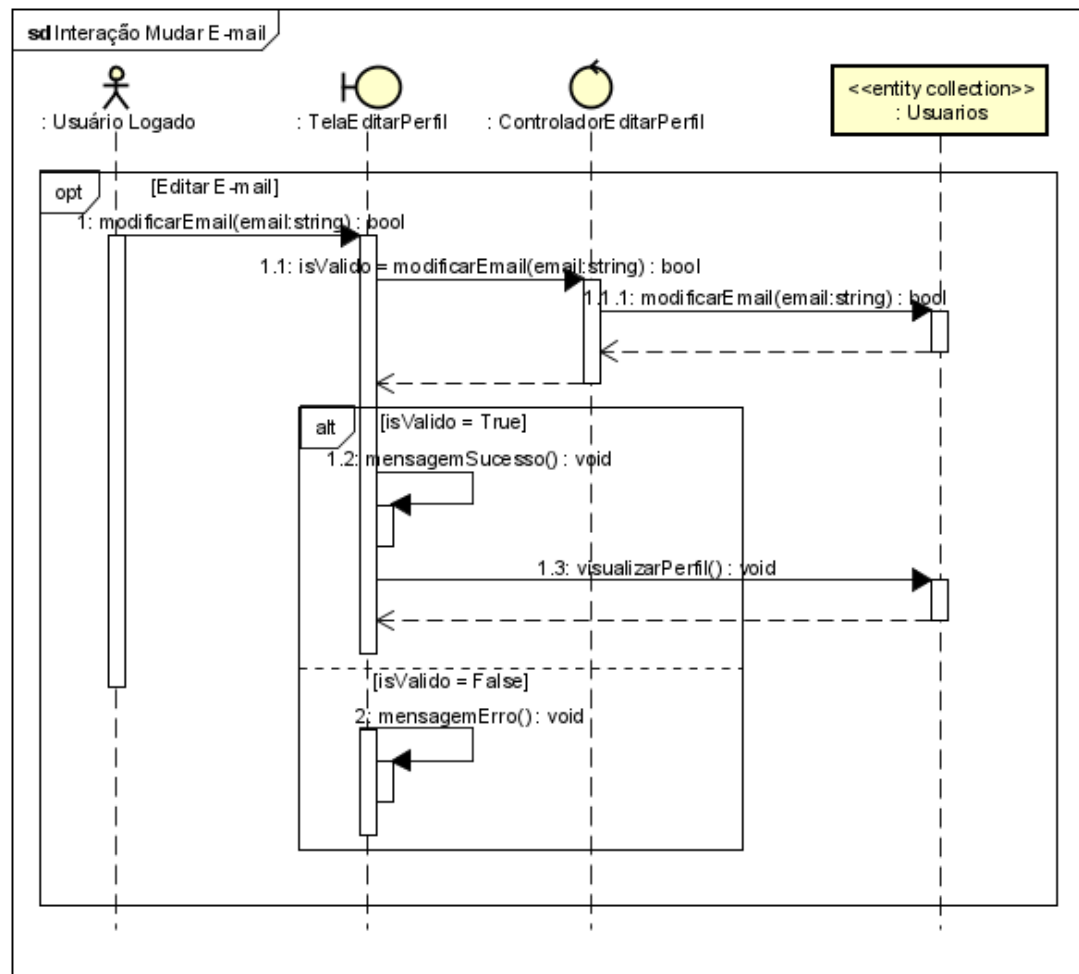 sd Interação Mudar E-mail
: Usuário Logado
: TelaEditarPerfil
: ControladorEditarPerfil
<<entity collection>>
: Usuarios
opt
[Editar E-mail]
1: modificarEmail(email:string) : bool
1.1: isValido = modificarEmail(email:string) : bool
1.1.1: modificarEmail(email:string) : bool
alt
[isValido = True]
1.2: mensagemSucesso() : void
1.3: visualizarPerfil() : void
[isValido = False]
2: mensagemErro() : void